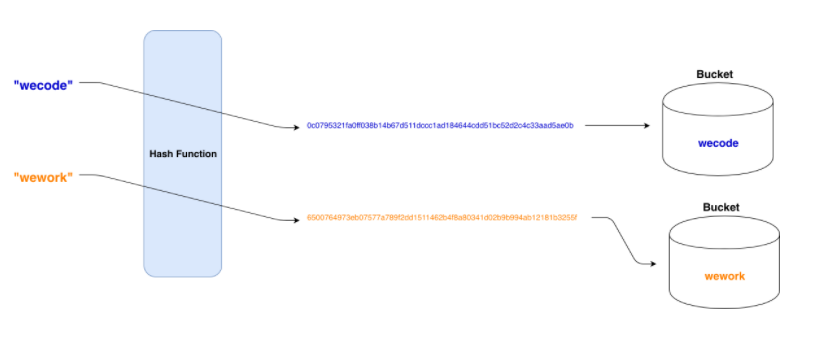 Bucket
"wecode"
0c0795321fa0ff038b14b67d511dccc1ad184644cdd51bc52d2c4c33aad5ae0b
wecode
Hash Function
"wework"
Bucket
6500764973eb07577a789f2dd1511462b4f8a80341d02b9b994ab12181b3255f
wework